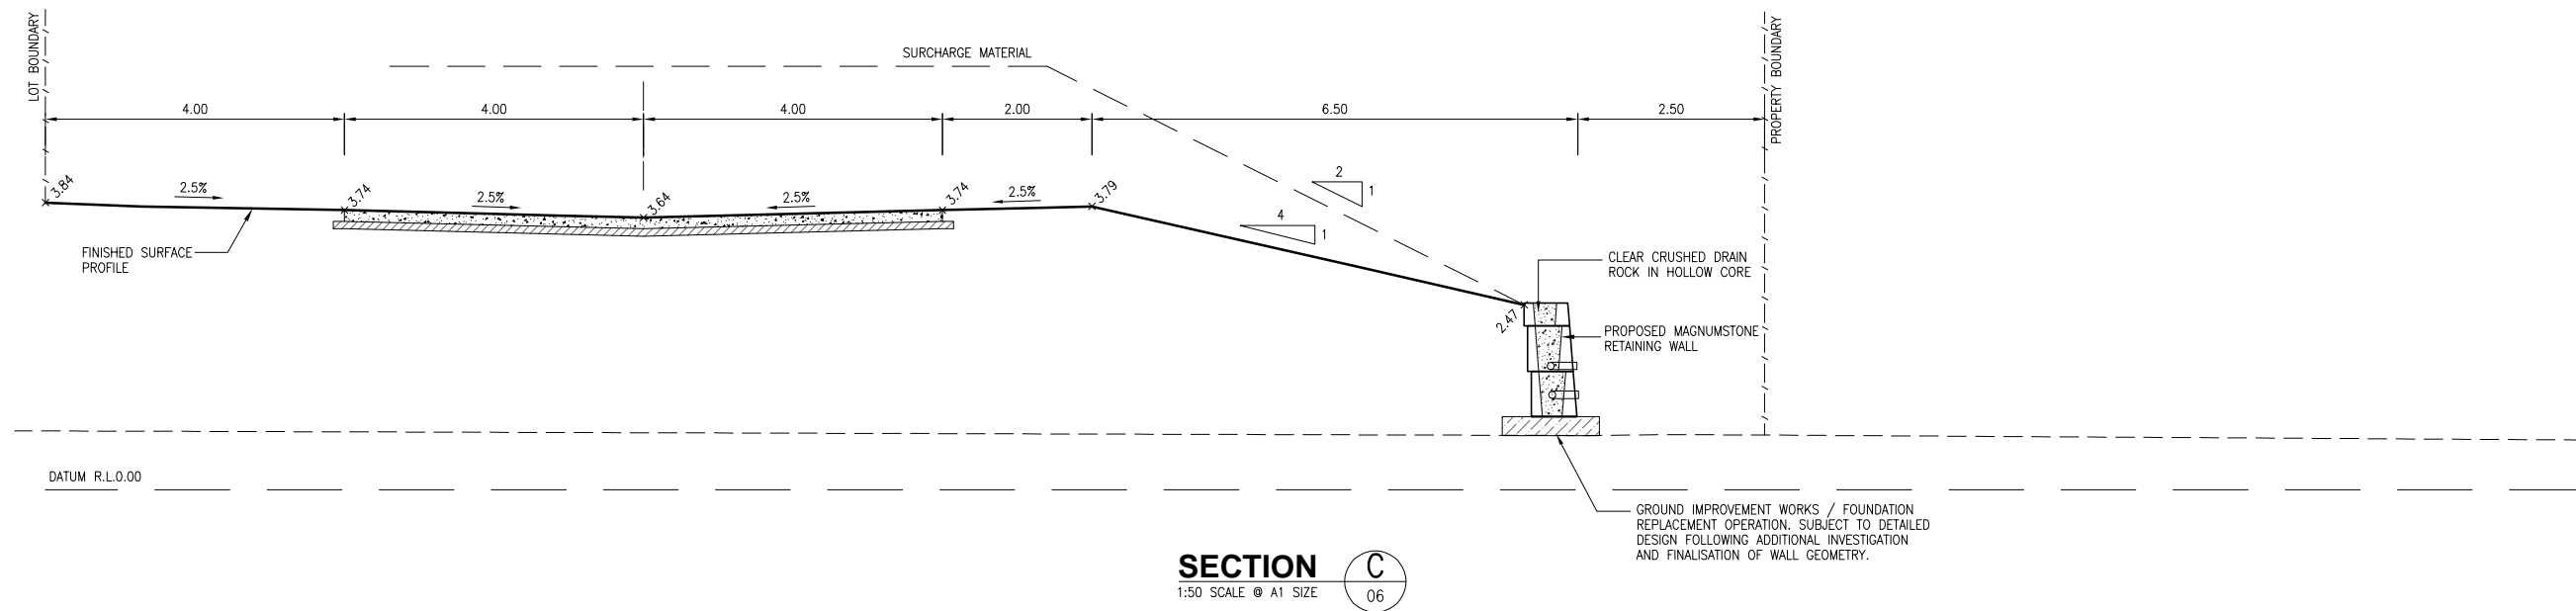 LOT BOUNDARY
SURCHARGE MATERIAL
PROPERTY BOUNDARY
4.00
4.00
4.00
2.00
6.50
2.50
3.84
2.5%
3.74
2.5%
3.64
2.5%
3.74
2.5%
3.79
2
1
4
1
FINISHED SURFACE
PROFILE
CLEAR CRUSHED DRAIN
ROCK IN HOLLOW CORE
2.47
PROPOSED MAGNUMSTONE
RETAINING WALL
DATUM R.L.0.00
GROUND IMPROVEMENT WORKS / FOUNDATION
REPLACEMENT OPERATION. SUBJECT TO DETAILED
DESIGN FOLLOWING ADDITIONAL INVESTIGATION
AND FINALISATION OF WALL GEOMETRY.
SECTION
1:50 SCALE @ A1 SIZE
C
06